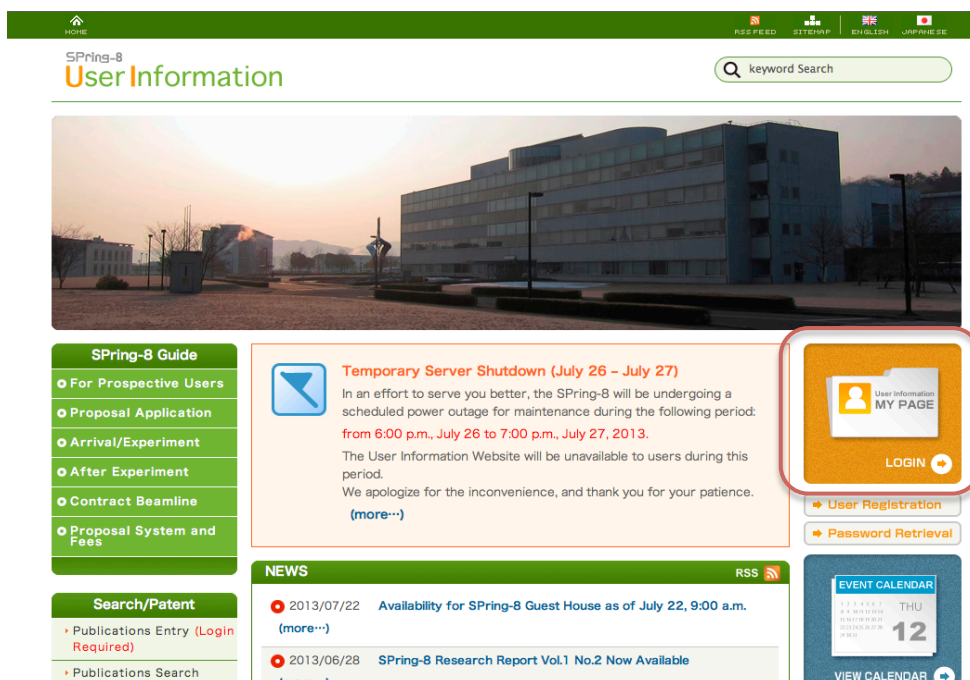 HOME
RSS FEED SITEMAP ENGLISH JAPANESE
SPring-8
User Information
keyword Search
SPring-8 Guide
For Prospective Users
Proposal Application
Arrival/Experiment
After Experiment
Contract Beamline
Proposal System and
Fees
Search/Patent
Publications Entry (Login
Required)
Publications Search
Temporary Server Shutdown (July 26 – July 27)
In an effort to serve you better, the SPring-8 will be undergoing a
scheduled power outage for maintenance during the following period:
from 6:00 p.m., July 26 to 7:00 p.m., July 27, 2013.
The User Information Website will be unavailable to users during this
period.
We apologize for the inconvenience, and thank you for your patience.
(more···)
NEWS
RSS
2013/07/22 Availability for SPring-8 Guest House as of July 22, 9:00 a.m.
(more···)
2013/06/28 SPring-8 Research Report Vol.1 No.2 Now Available
User Information
MY PAGE
LOGIN
User Registration
Password Retrieval
EVENT CALENDAR
THU
12
VIEW CALENDAR